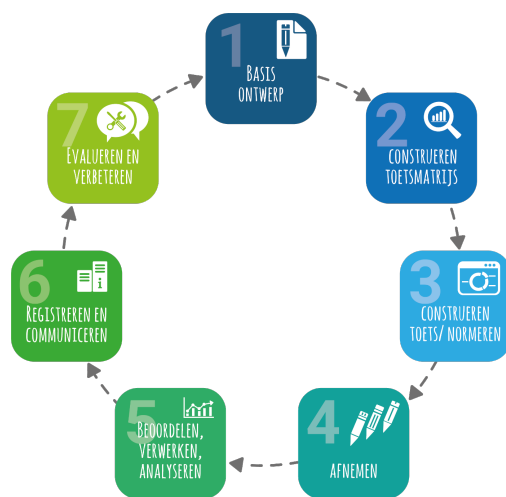 1
BASIS
ONTWERP
2
CONSTRUEREN
TOETSMATRIJS
3
CONSTRUEREN
TOETS/ NORMEREN
4
AFNEMEN
5
BEOORDELEN,
VERWERKEN,
ANALYSEREN
6
REGISTREREN EN
COMMUNICEREN
7
EVALUEREN EN
VERBETEREN